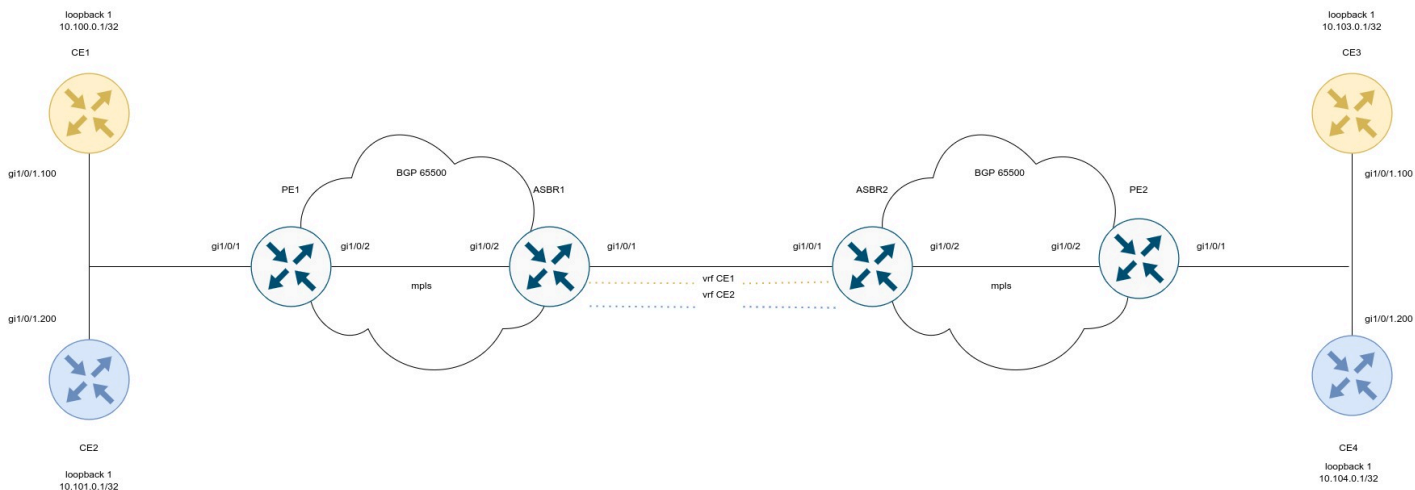 loopback 1
10.100.0.1/32
CE1
gi1/0/1.100
gi1/0/1.200
CE2
loopback 1
10.101.0.1/32
BGP 65500
PE1
ASBR1
gi1/0/1
gi1/0/2
gi1/0/2
gi1/0/1
mpls
vrf CE1
vrf CE2
BGP 65500
ASBR2
PE2
gi1/0/1
gi1/0/2
gi1/0/2
gi1/0/1
mpls
loopback 1
10.103.0.1/32
CE3
gi1/0/1.100
gi1/0/1.200
CE4
loopback 1
10.104.0.1/32